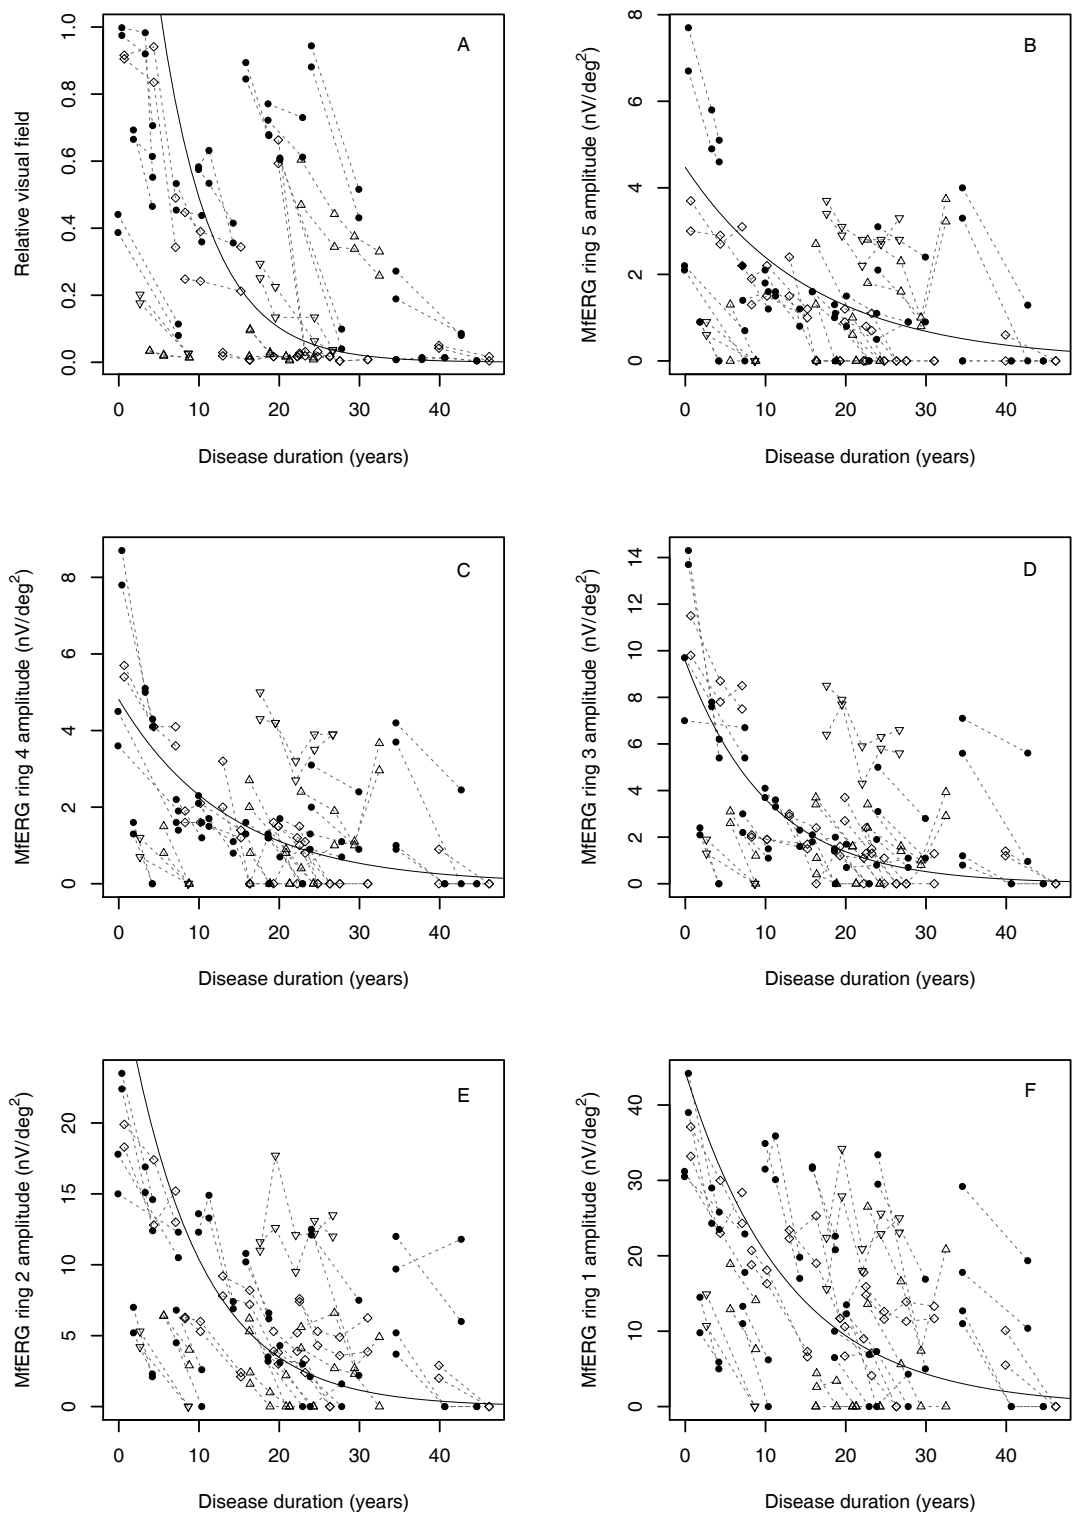 A
Relative visual field
0.0 0.2 0.4 0.6 0.8 1.0
0 10 20 30 40
Disease duration (years)
B
MfERG ring 5 amplitude (nV/deg²)
0 2 4 6 8
0 10 20 30 40
Disease duration (years)
C
MfERG ring 4 amplitude (nV/deg²)
0 2 4 6 8
0 10 20 30 40
Disease duration (years)
D
MfERG ring 3 amplitude (nV/deg²)
0 2 4 6 8 10 12 14
0 10 20 30 40
Disease duration (years)
E
MfERG ring 2 amplitude (nV/deg²)
0 5 10 15 20
0 10 20 30 40
Disease duration (years)
F
MfERG ring 1 amplitude (nV/deg²)
0 10 20 30 40
0 10 20 30 40
Disease duration (years)